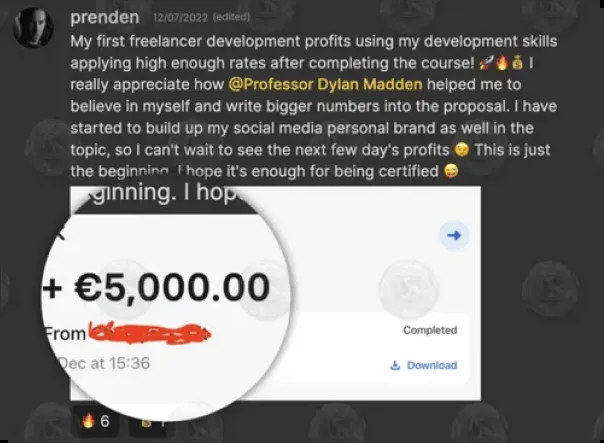 prenden 12/07/2022 (edited)
My first freelancer development profits using my development skills
applying high enough rates after completing the course! 🚀🔥💰 I
really appreciate how @Professor Dylan Madden helped me to
believe in myself and write bigger numbers into the proposal. I have
started to build up my social media personal brand as well in the
topic, so I can't wait to see the next few day's profits 😉 This is just
the beginning. I hope it's enough for being certified 😜
ginning. I hop
+ €5,000.00
From
Completed
Dec at 15:36
Download
🔥 6